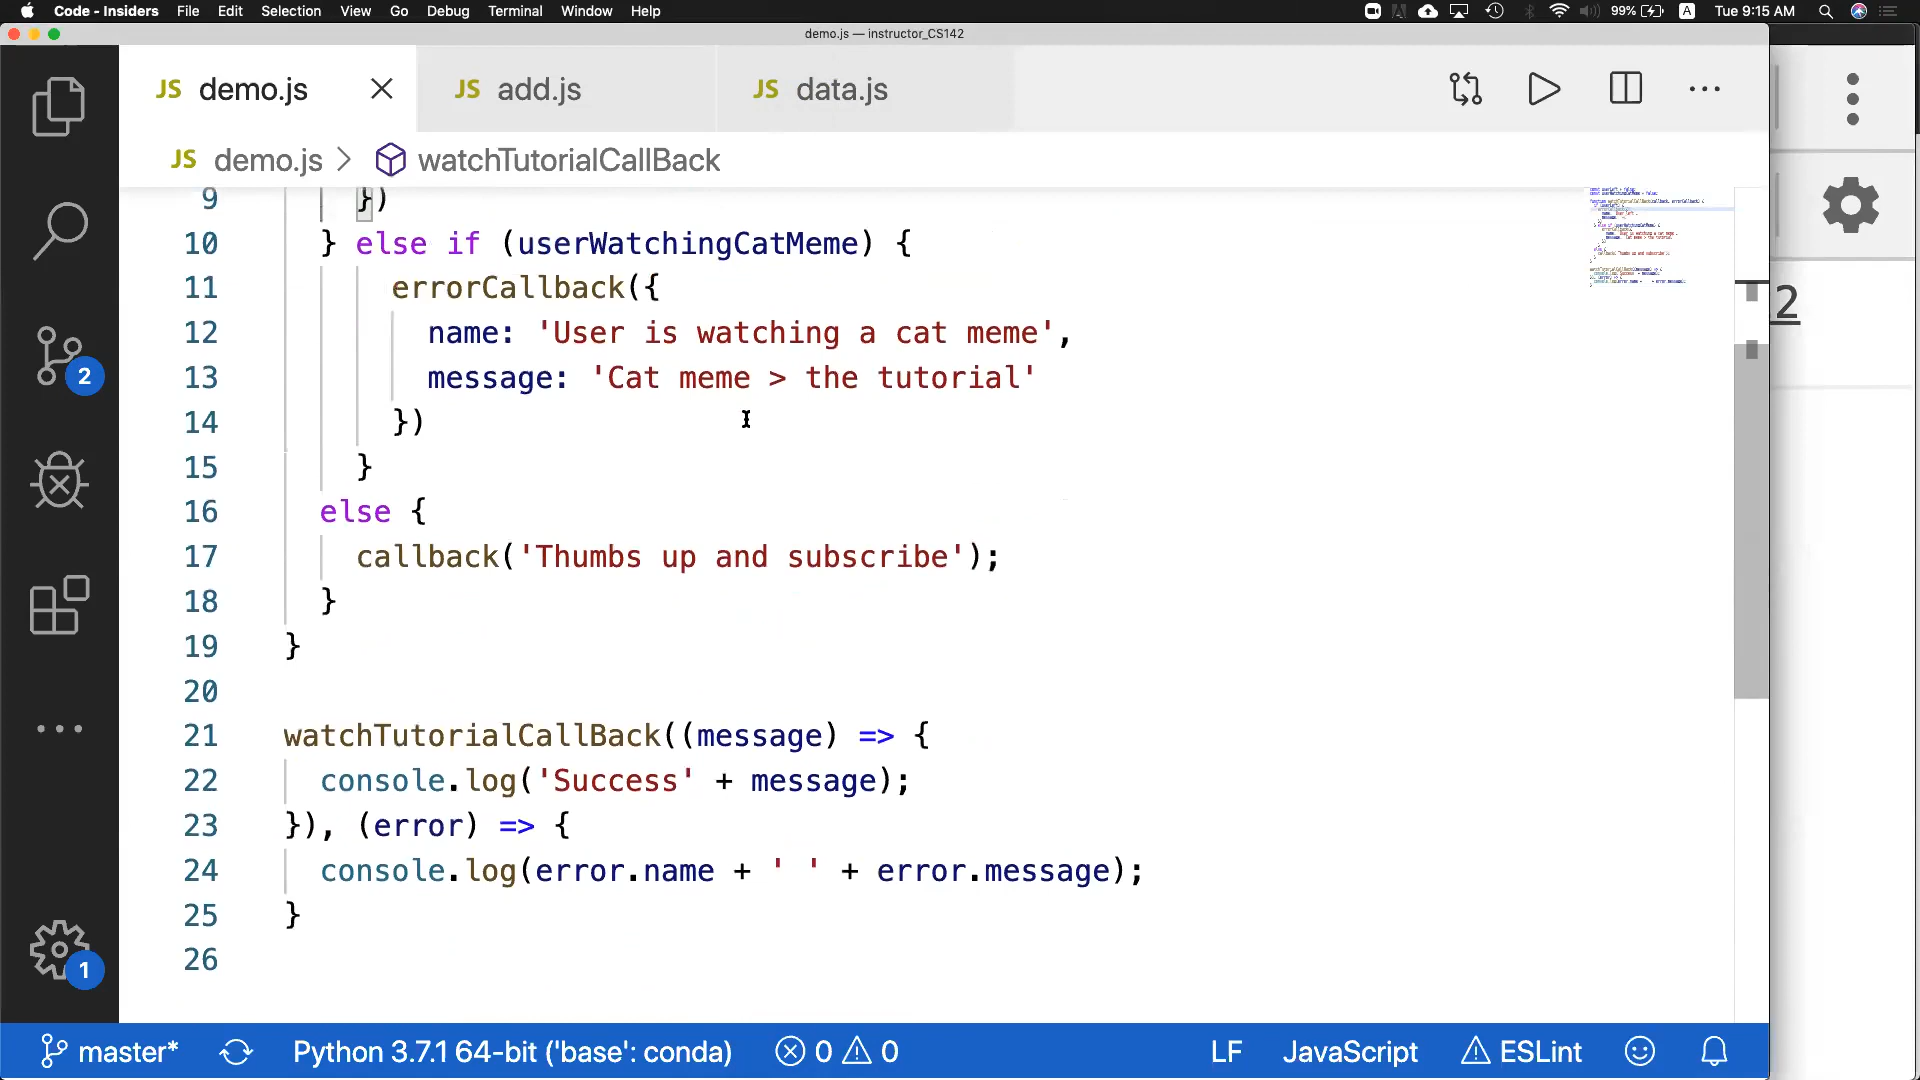 Code - Insiders File Edit Selection View Go Debug Terminal Window Help 99% A Tue 9:15 AM
demo.js — instructor_CS142
JS demo.js JS add.js JS data.js
JS demo.js > watchTutorialCallBack
9 })
10 } else if (userWatchingCatMeme) {
11 errorCallback({
12 name: 'User is watching a cat meme',
13 message: 'Cat meme > the tutorial'
14 })
15 }
16 else {
17 callback('Thumbs up and subscribe');
18 }
19 }
20
21 watchTutorialCallBack((message) => {
22 console.log('Success' + message);
23 }), (error) => {
24 console.log(error.name + ' ' + error.message);
25 }
26
2
2
1
master* Python 3.7.1 64-bit ('base': conda) 0 0 LF JavaScript ESLint